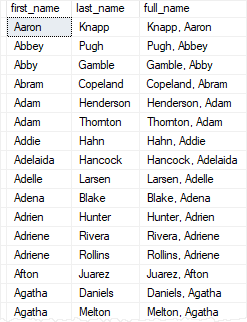 first_name last_name full_name
Aaron Knapp Knapp, Aaron
Abbey Pugh Pugh, Abbey
Abby Gamble Gamble, Abby
Abram Copeland Copeland, Abram
Adam Henderson Henderson, Adam
Adam Thornton Thornton, Adam
Addie Hahn Hahn, Addie
Adelaida Hancock Hancock, Adelaida
Adelle Larsen Larsen, Adelle
Adena Blake Blake, Adena
Adrien Hunter Hunter, Adrien
Adriene Rivera Rivera, Adriene
Adriene Rollins Rollins, Adriene
Afton Juarez Juarez, Afton
Agatha Daniels Daniels, Agatha
Agatha Melton Melton, Agatha